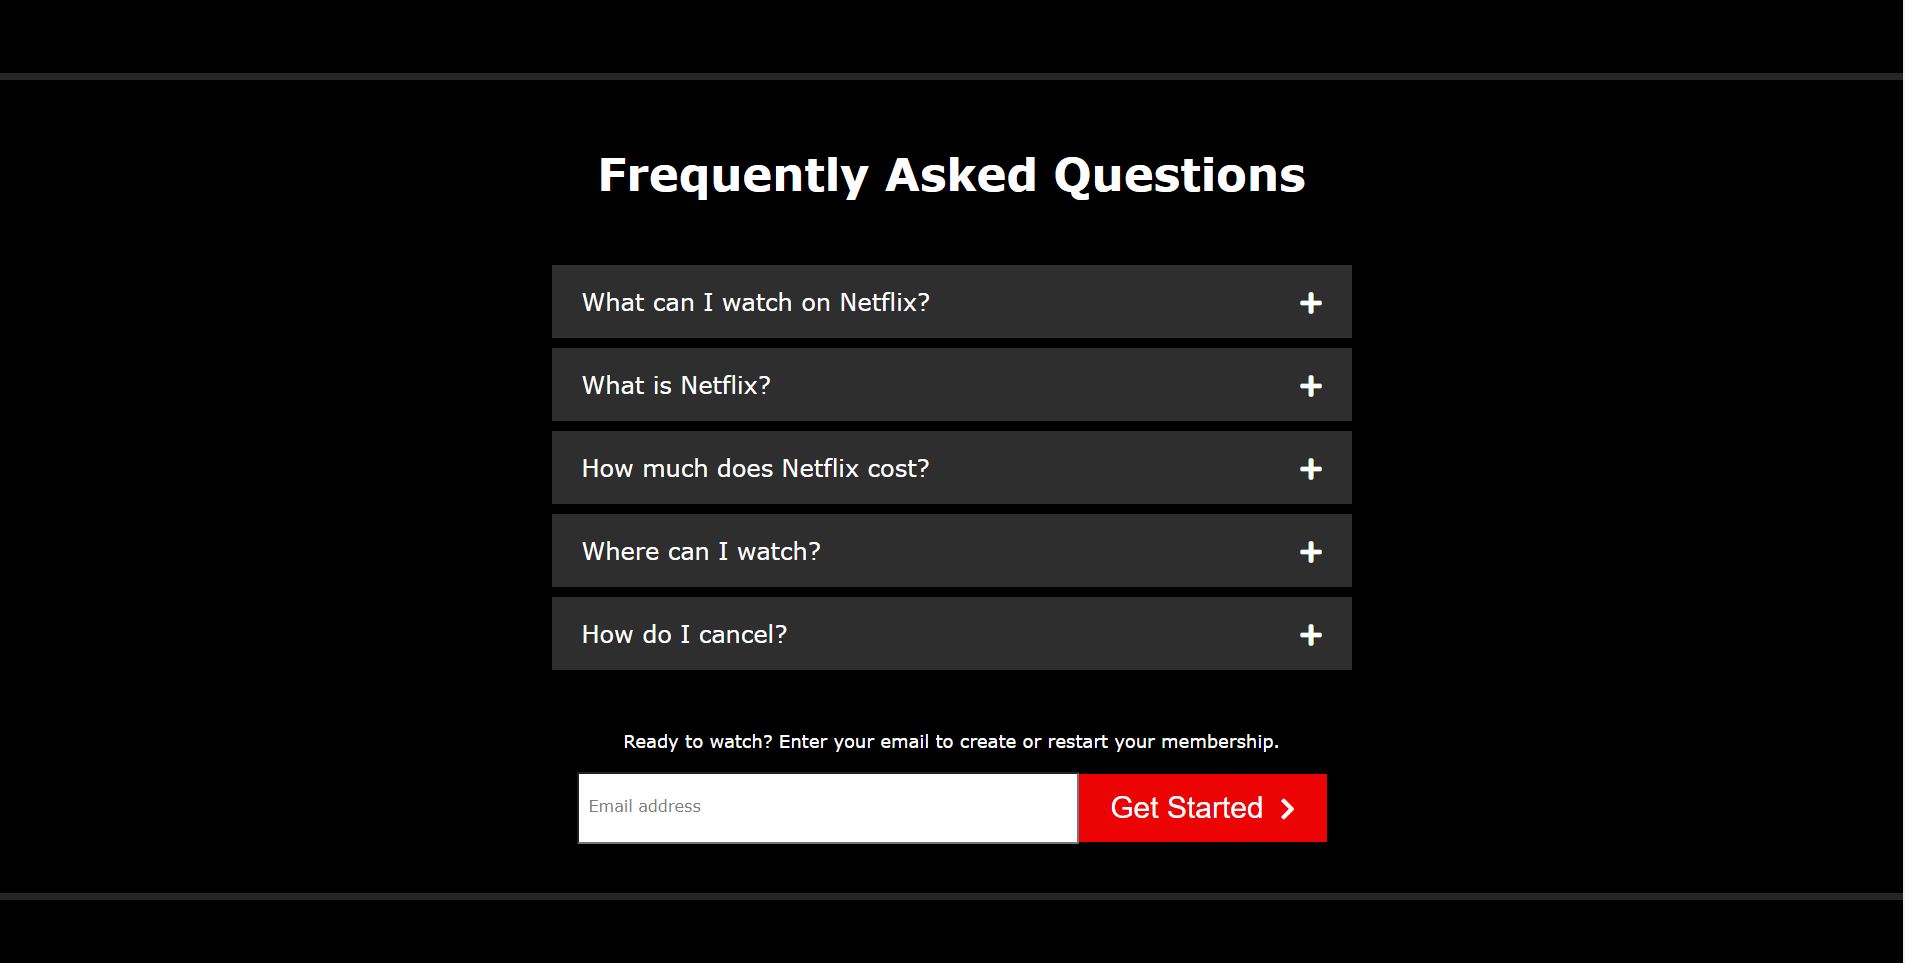 Frequently Asked Questions
What can I watch on Netflix?
What is Netflix?
How much does Netflix cost?
Where can I watch?
How do I cancel?
Ready to watch? Enter your email to create or restart your membership.
Email address
Get Started